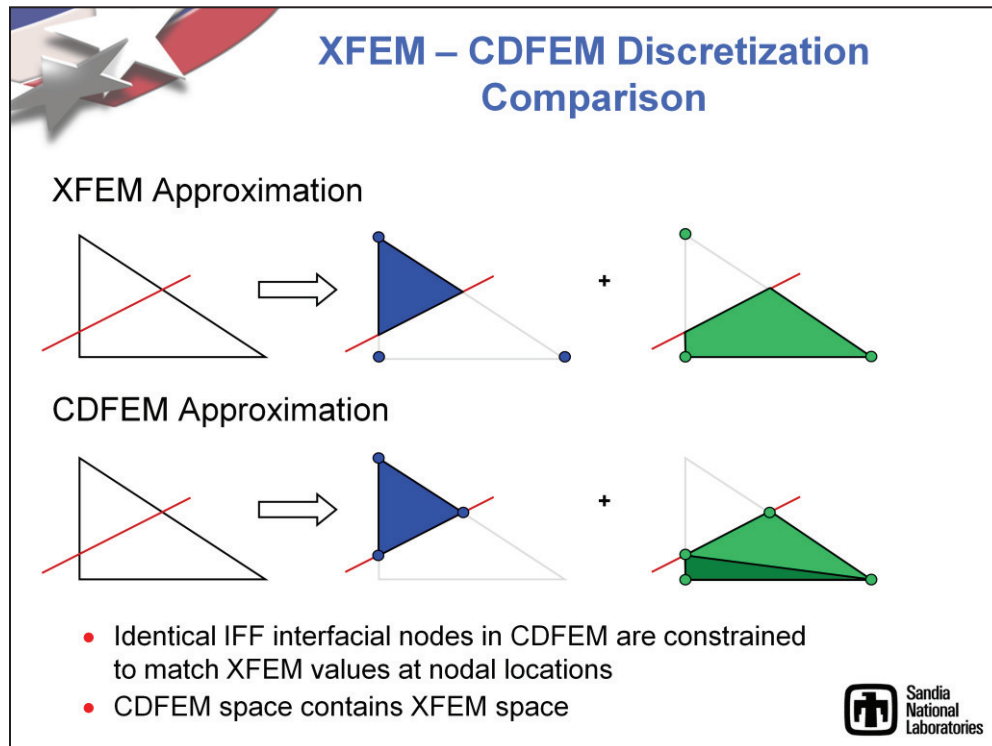 XFEM – CDFEM Discretization
Comparison
XFEM Approximation
+
CDFEM Approximation
+
• Identical IFF interfacial nodes in CDFEM are constrained
to match XFEM values at nodal locations
• CDFEM space contains XFEM space
Sandia
National
Laboratories